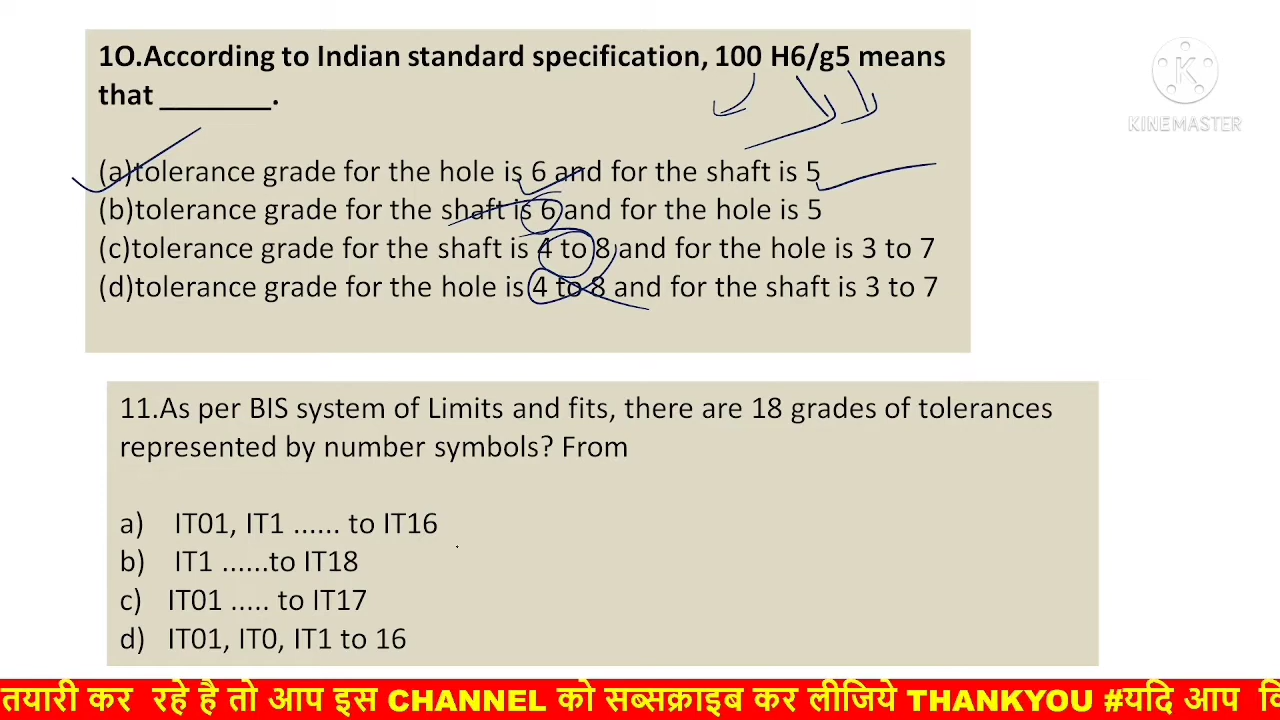 1O.According to Indian standard specification, 100 H6/g5 means
that _______.
K
KINEMASTER
(a)tolerance grade for the hole is 6 and for the shaft is 5
(b)tolerance grade for the shaft is 6 and for the hole is 5
(c)tolerance grade for the shaft is 4 to 8 and for the hole is 3 to 7
(d)tolerance grade for the hole is 4 to 8 and for the shaft is 3 to 7
11.As per BIS system of Limits and fits, there are 18 grades of tolerances
represented by number symbols? From
a) IT01, IT1 ...... to IT16
b) IT1 ......to IT18
c) IT01 ..... to IT17
d) IT01, IT0, IT1 to 16
तयारी कर रहे है तो आप इस CHANNEL को सब्सक्राइब कर लीजिये THANKYOU #यदि आप